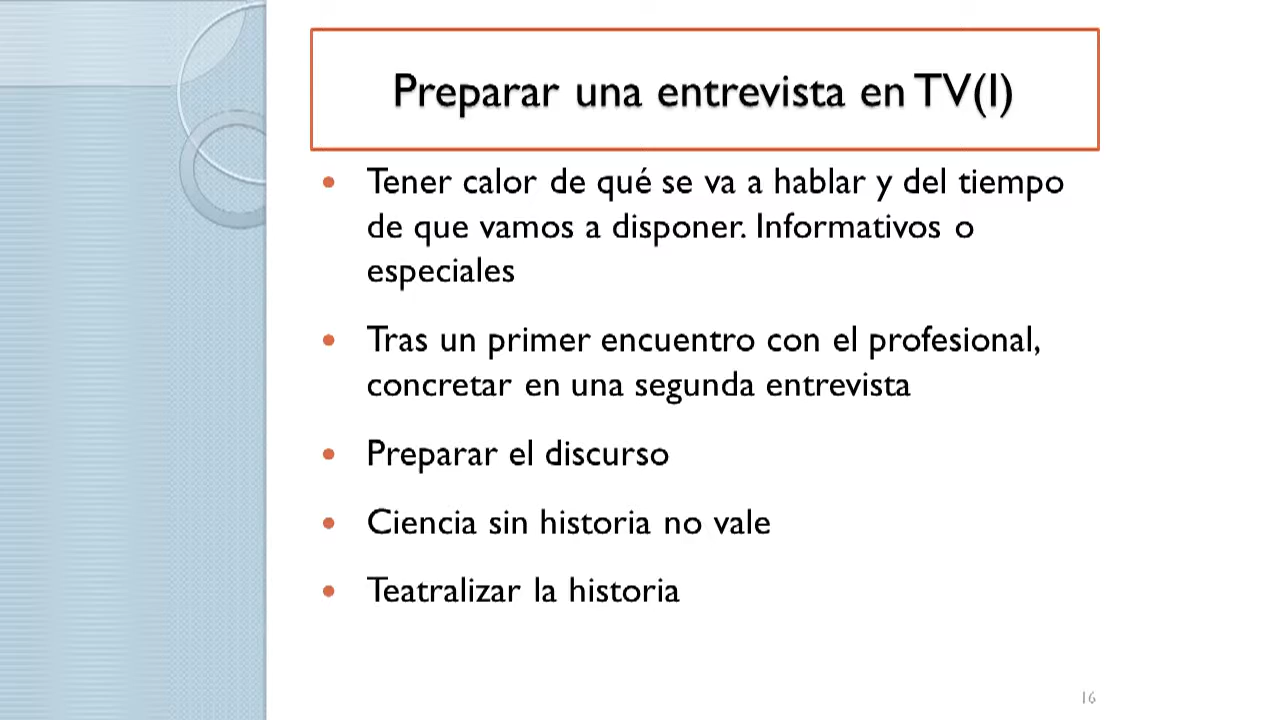 Preparar una entrevista en TV(I)
• Tener calor de qué se va a hablar y del tiempo
de que vamos a disponer. Informativos o
especiales
• Tras un primer encuentro con el profesional,
concretar en una segunda entrevista
• Preparar el discurso
• Ciencia sin historia no vale
• Teatralizar la historia
16